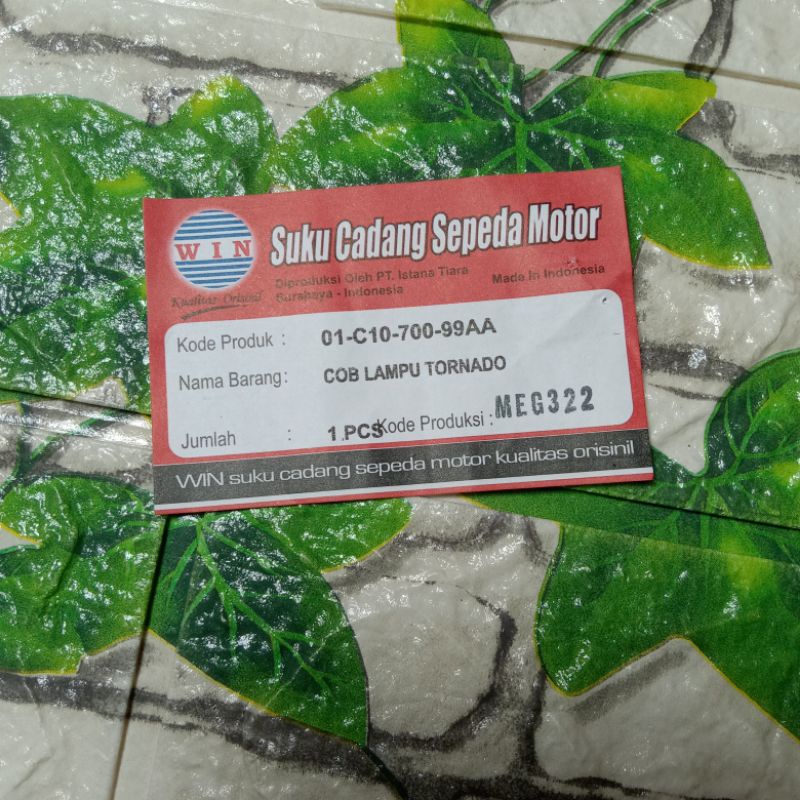 WIN
Suku Cadang Sepeda Motor
Kualitas Orisinil
Diproduksi Oleh PT. Istana Tiara
Surabaya - Indonesia
Made In Indonesia
Kode Produk : 01-C10-700-99AA
Nama Barang: COB LAMPU TORNADO
Jumlah : 1 PCS Kode Produksi : MEG322
WIN suku cadang sepeda motor kualitas orisinil